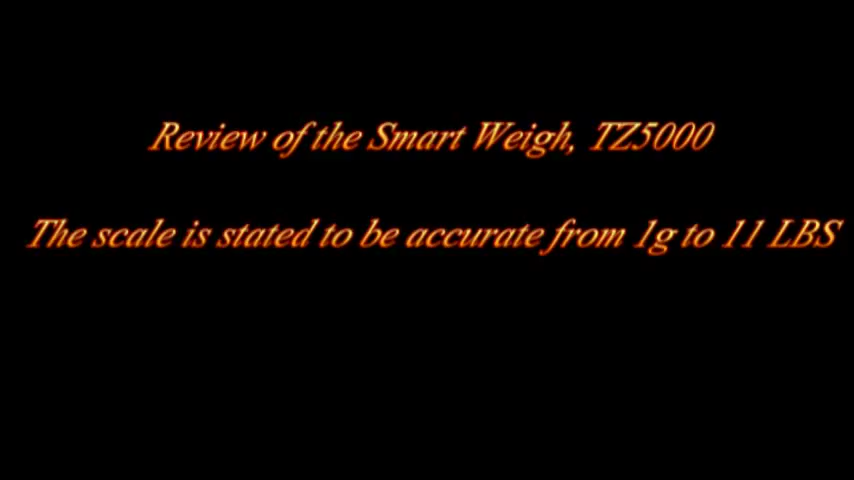 Review of the Smart Weigh, TZ5000
The scale is stated to be accurate from 1g to 11 LBS